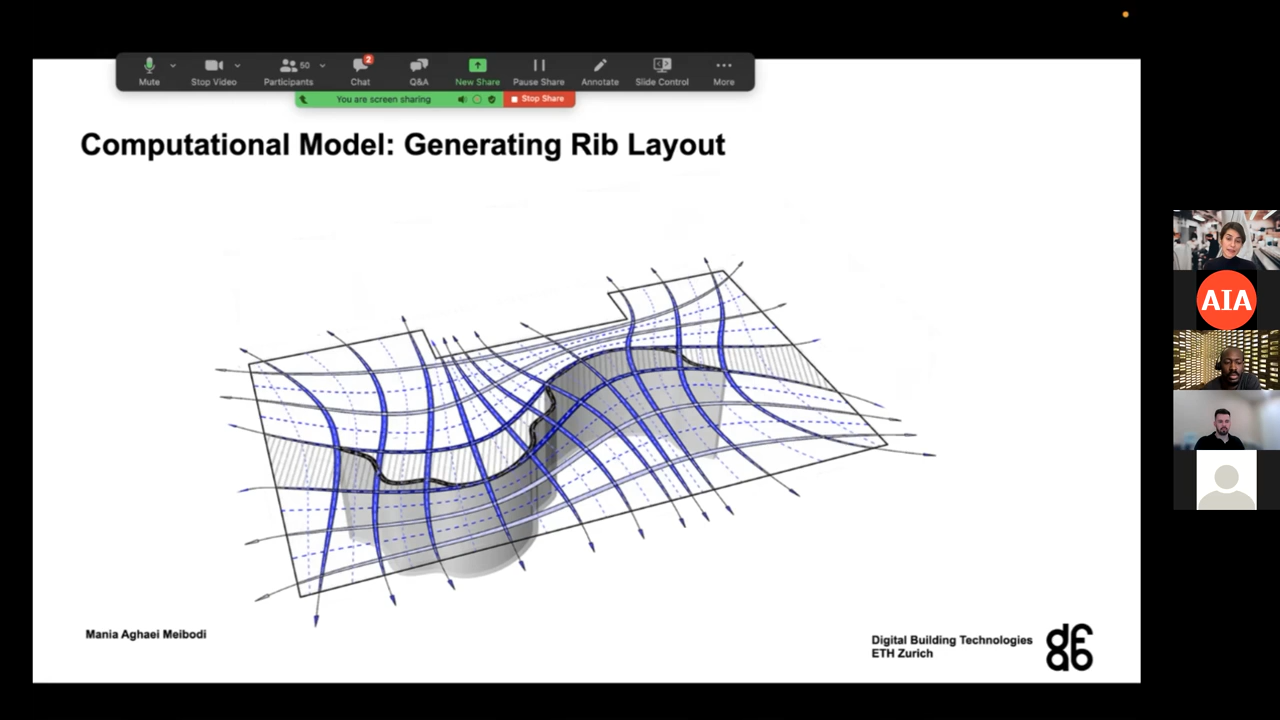 50
2
Mute
Stop Video
Participants
Chat
Q&A
New Share
Pause Share
Annotate
Slide Control
More
You are screen sharing
Stop Share
Computational Model: Generating Rib Layout
AIA
Mania Aghaei Meibodi
Digital Building Technologies
ETH Zurich
dfab